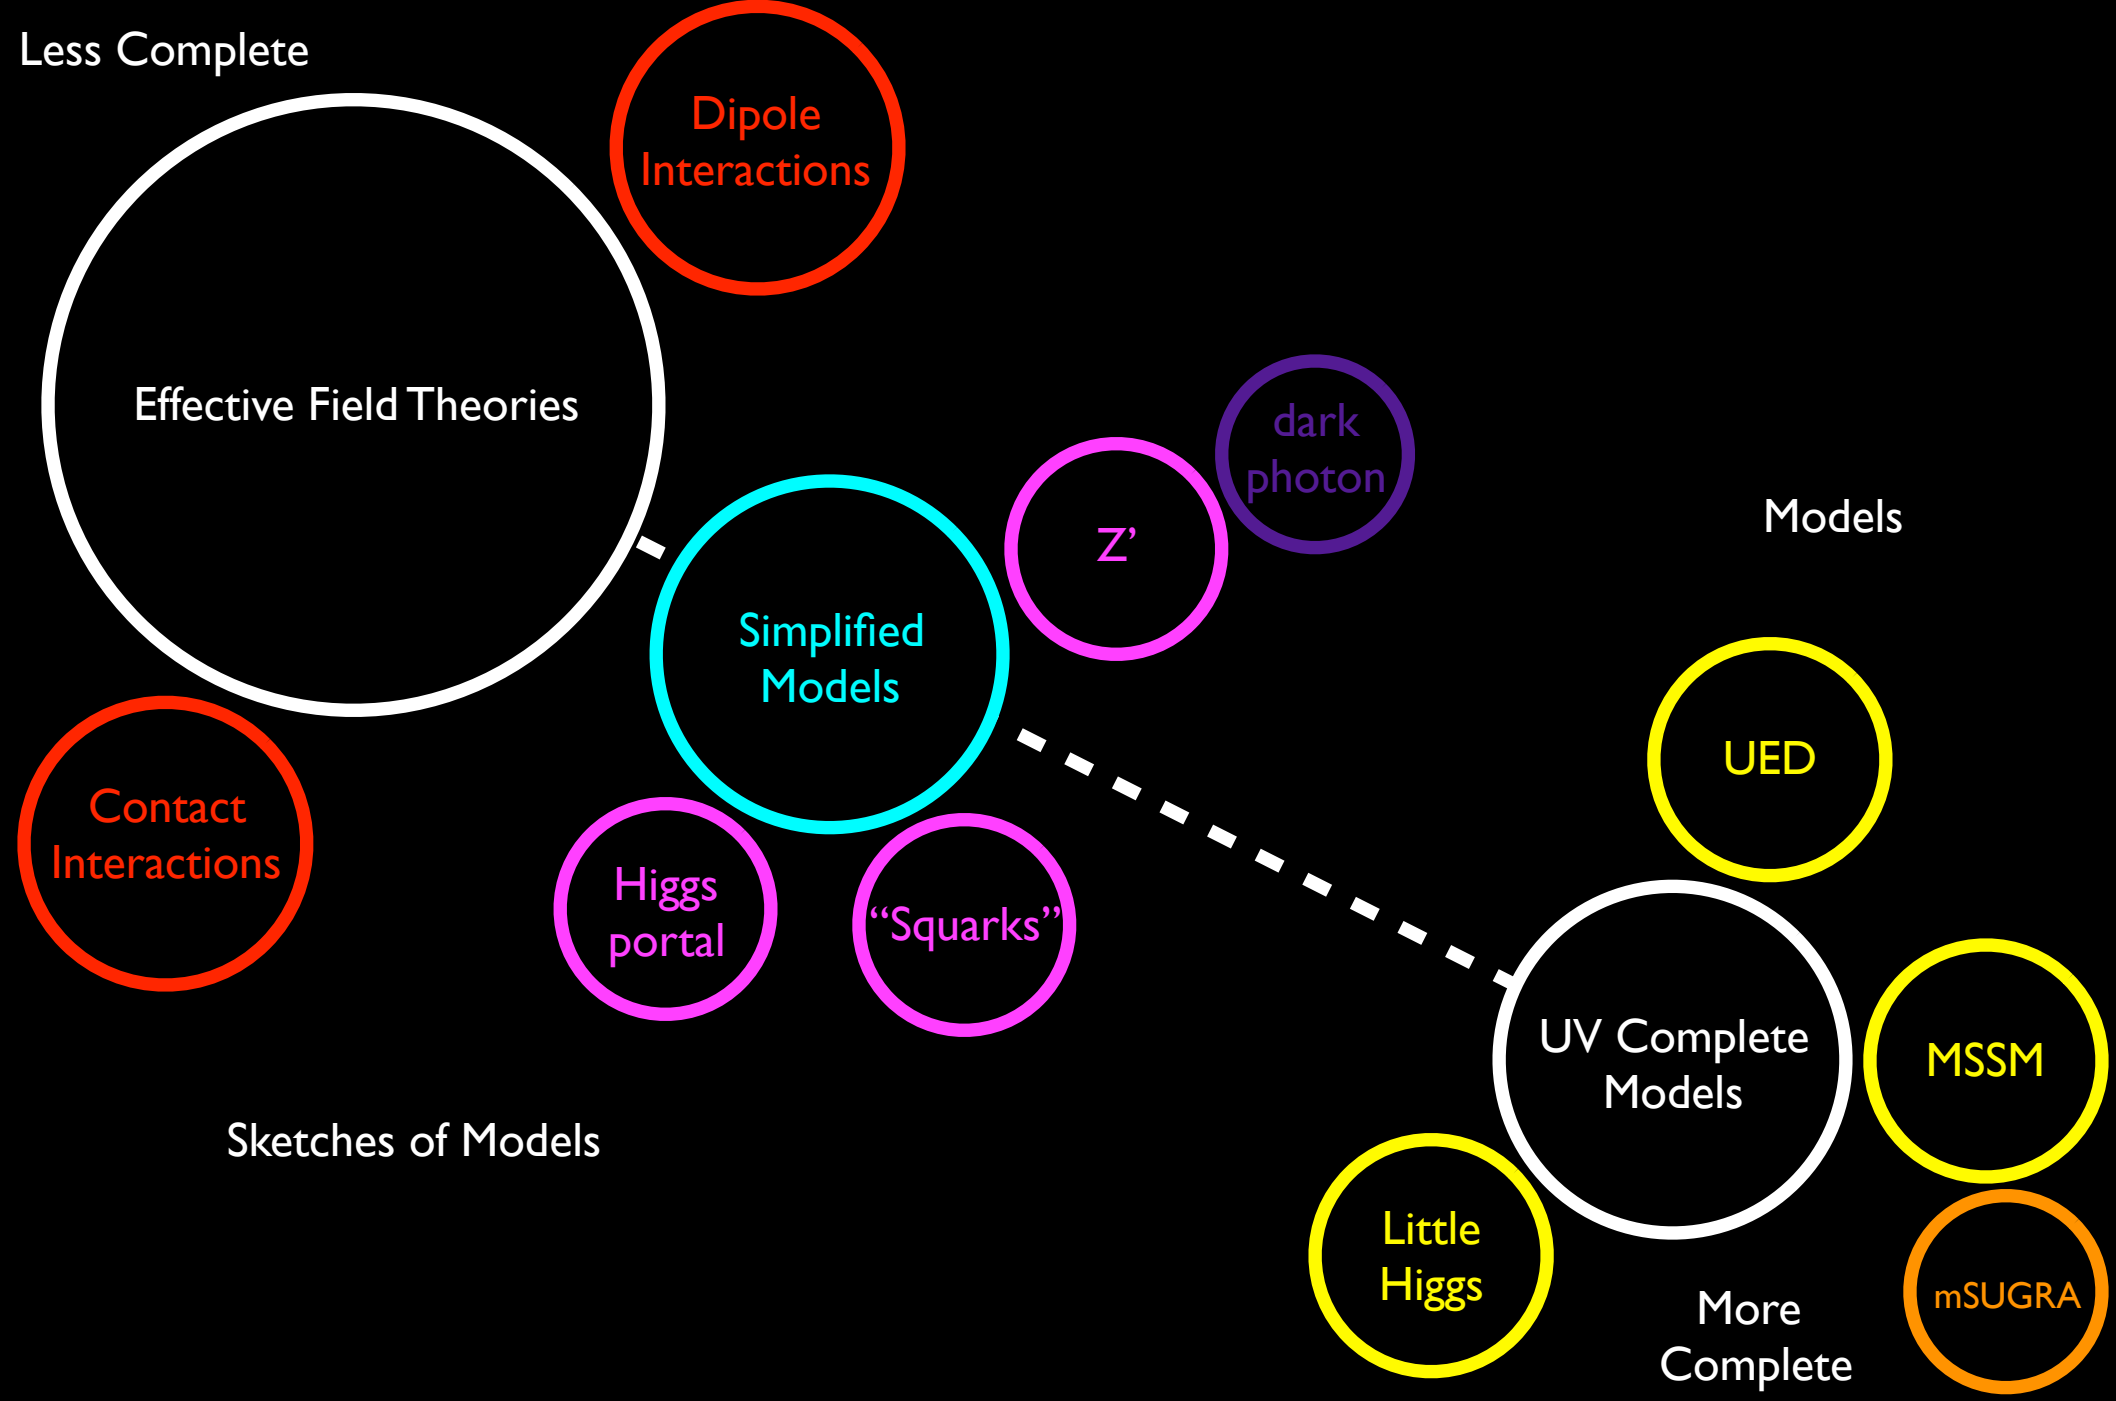 Less Complete
Dipole
Interactions
Effective Field Theories
dark
photon
Z’
Models
Simplified
Models
UED
Contact
Interactions
Higgs
portal
“Squarks”
UV Complete
Models
MSSM
Sketches of Models
Little
Higgs
More
Complete
mSUGRA